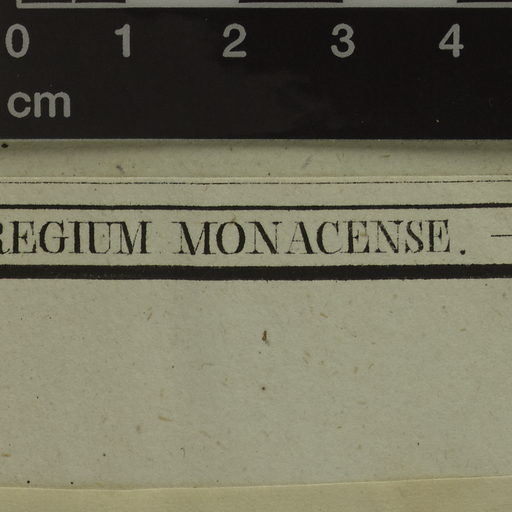 0 1 2 3 4
cm
REGIUM MONACENSE. —